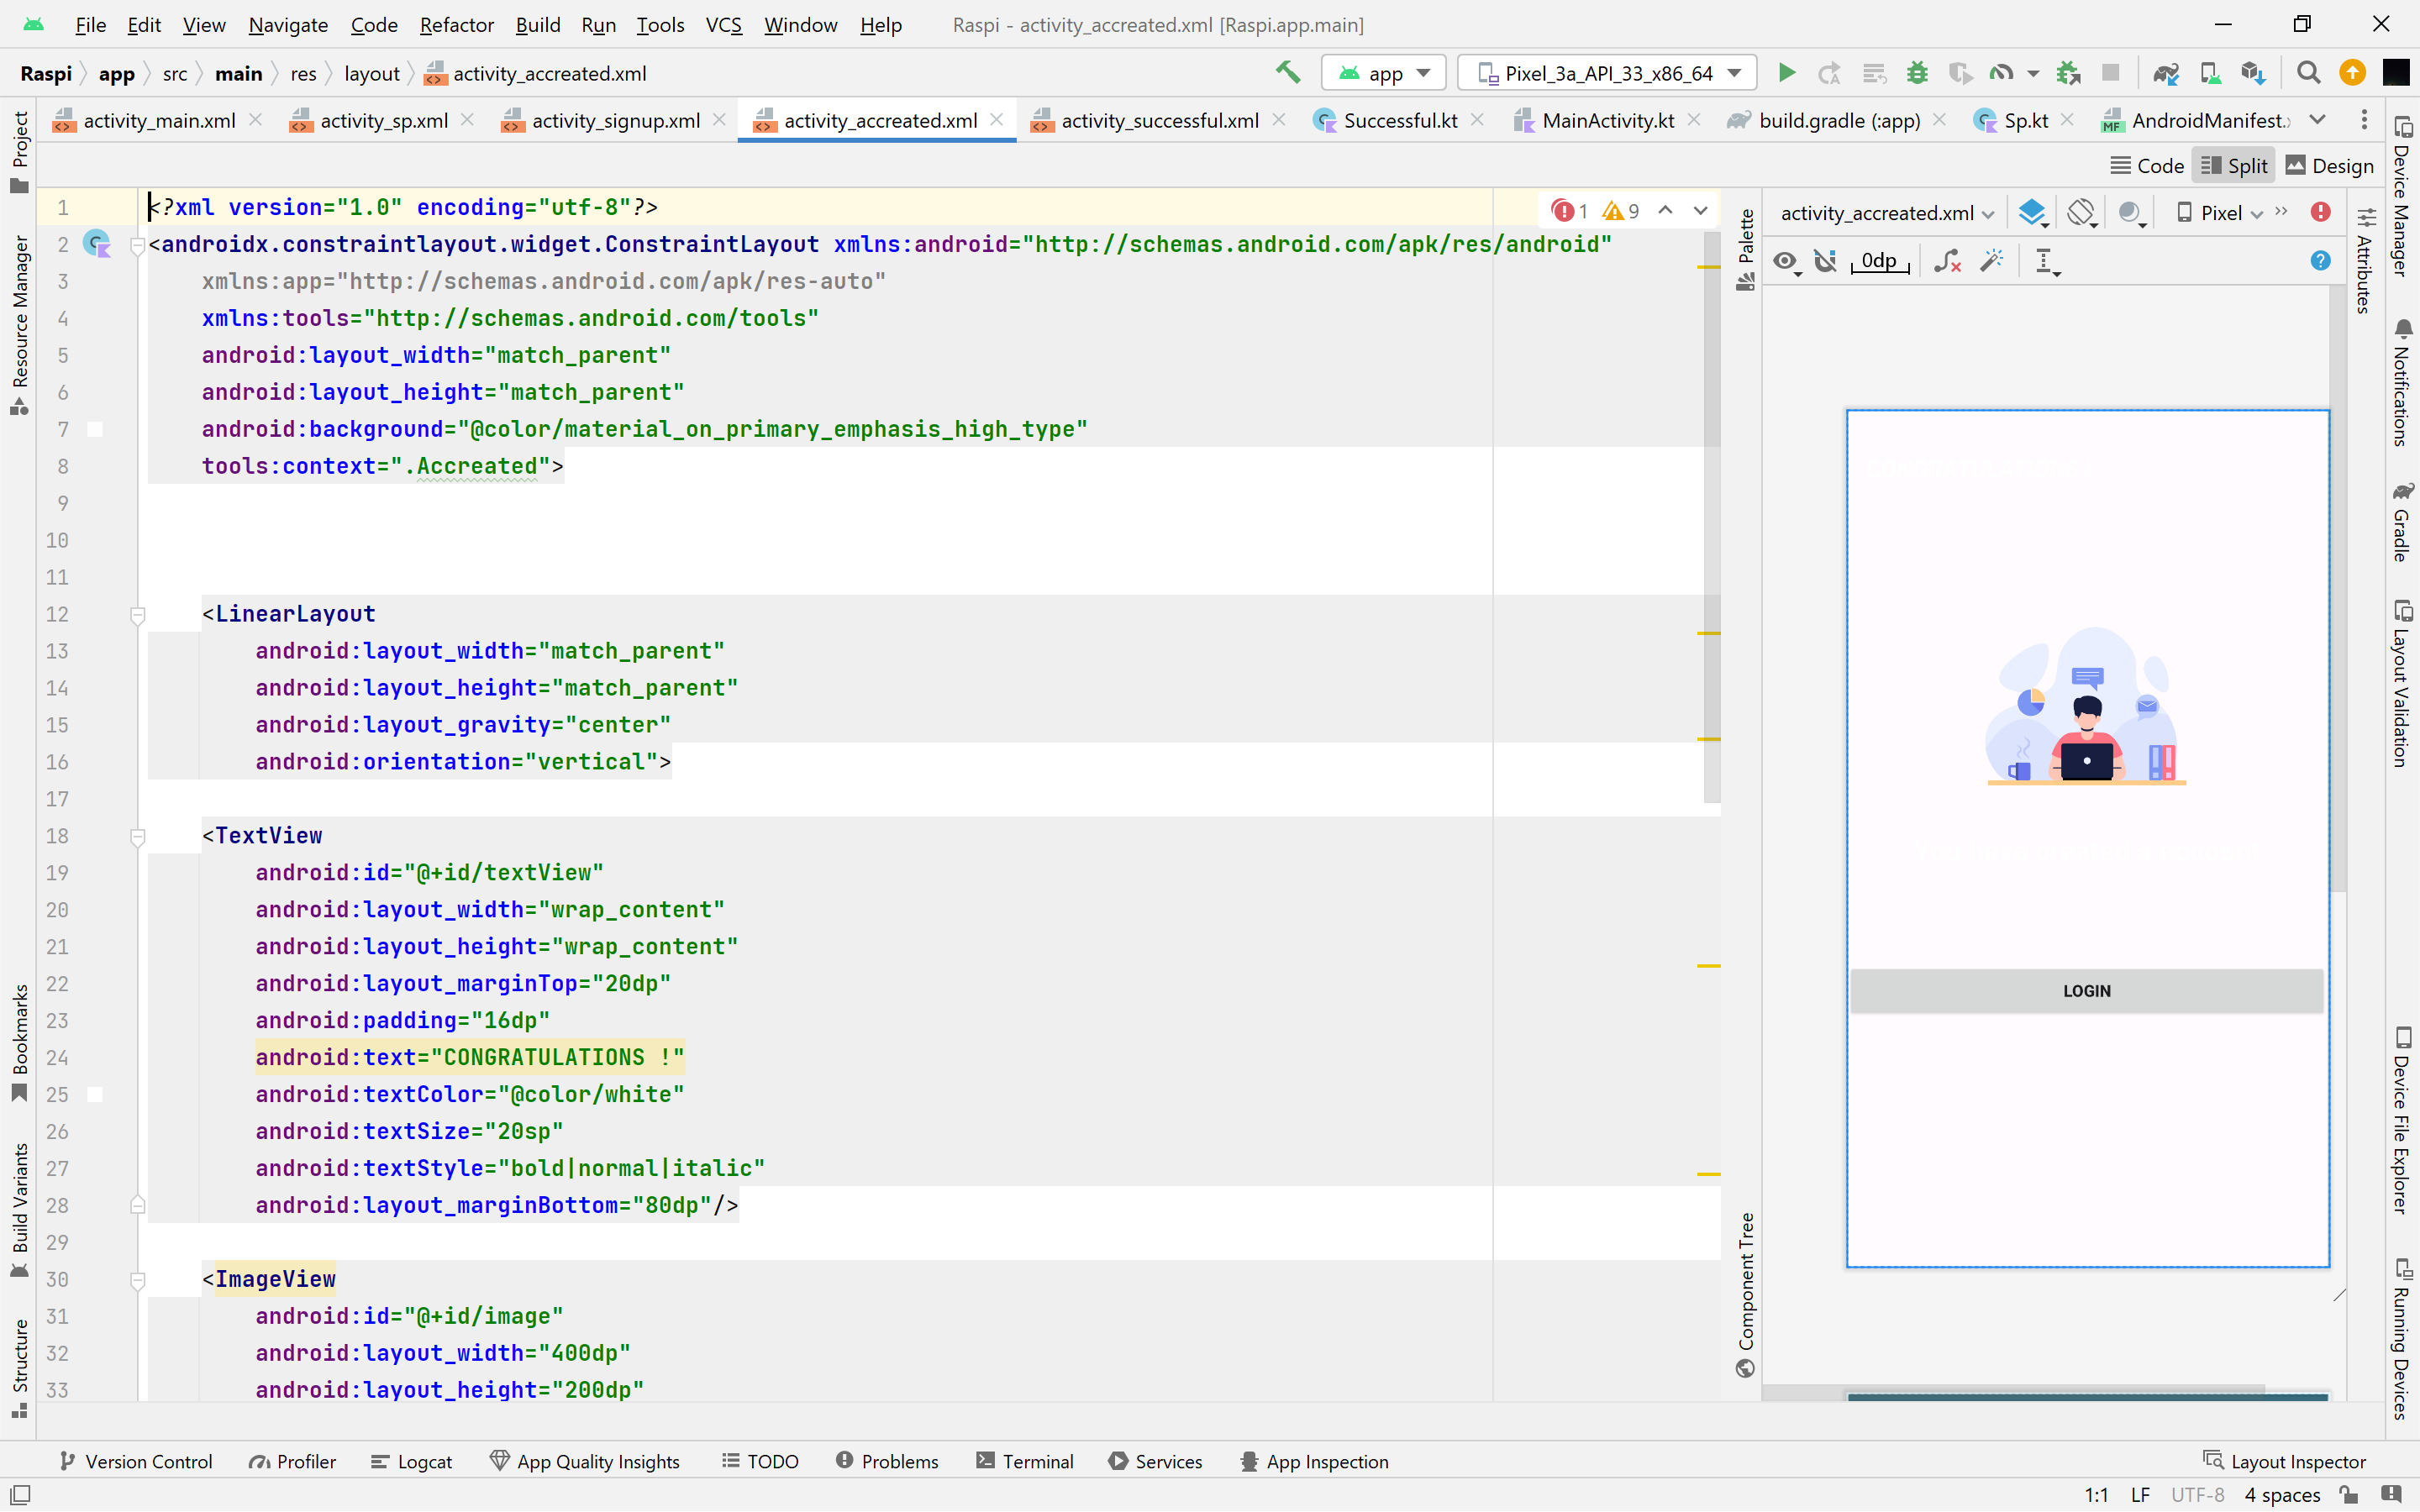 File Edit View Navigate Code Refactor Build Run Tools VCS Window Help Raspi - activity_accreated.xml [Raspi.app.main]
Raspi app src main res layout activity_accreated.xml app Pixel_3a_API_33_x86_64
activity_main.xml activity_sp.xml activity_signup.xml activity_accreated.xml activity_successful.xml Successful.kt MainActivity.kt build.gradle (:app) Sp.kt AndroidManifest.
Code Split Design
1 <?xml version="1.0" encoding="utf-8"?>
2 <androidx.constraintlayout.widget.ConstraintLayout xmlns:android="http://schemas.android.com/apk/res/android"
3 xmlns:app="http://schemas.android.com/apk/res-auto"
4 xmlns:tools="http://schemas.android.com/tools"
5 android:layout_width="match_parent"
6 android:layout_height="match_parent"
7 android:background="@color/material_on_primary_emphasis_high_type"
8 tools:context=".Accreated">
9
10
11
12 <LinearLayout
13 android:layout_width="match_parent"
14 android:layout_height="match_parent"
15 android:layout_gravity="center"
16 android:orientation="vertical">
17
18 <TextView
19 android:id="@+id/textView"
20 android:layout_width="wrap_content"
21 android:layout_height="wrap_content"
22 android:layout_marginTop="20dp"
23 android:padding="16dp"
24 android:text="CONGRATULATIONS !"
25 android:textColor="@color/white"
26 android:textSize="20sp"
27 android:textStyle="bold|normal|italic"
28 android:layout_marginBottom="80dp"/>
29
30 <ImageView
31 android:id="@+id/image"
32 android:layout_width="400dp"
33 android:layout_height="200dp"
1 9
activity_accreated.xml Pixel
0dp
LOGIN
Palette
Component Tree
Attributes
Project
Resource Manager
Bookmarks
Build Variants
Structure
Device Manager
Notifications
Gradle
Layout Validation
Device File Explorer
Running Devices
Version Control Profiler Logcat App Quality Insights TODO Problems Terminal Services App Inspection Layout Inspector
1:1 LF UTF-8 4 spaces